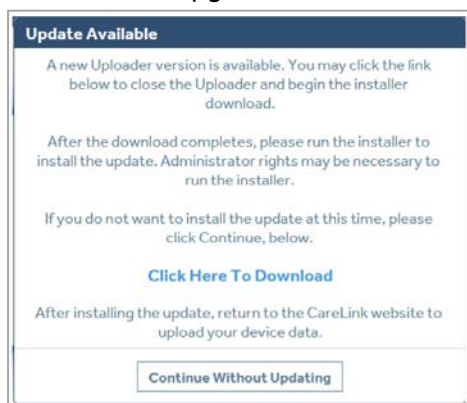 Update Available
A new Uploader version is available. You may click the link
below to close the Uploader and begin the installer
download.
After the download completes, please run the installer to
install the update. Administrator rights may be necessary to
run the installer.
If you do not want to install the update at this time, please
click Continue, below.
Click Here To Download
After installing the update, return to the CareLink website to
upload your device data.
Continue Without Updating